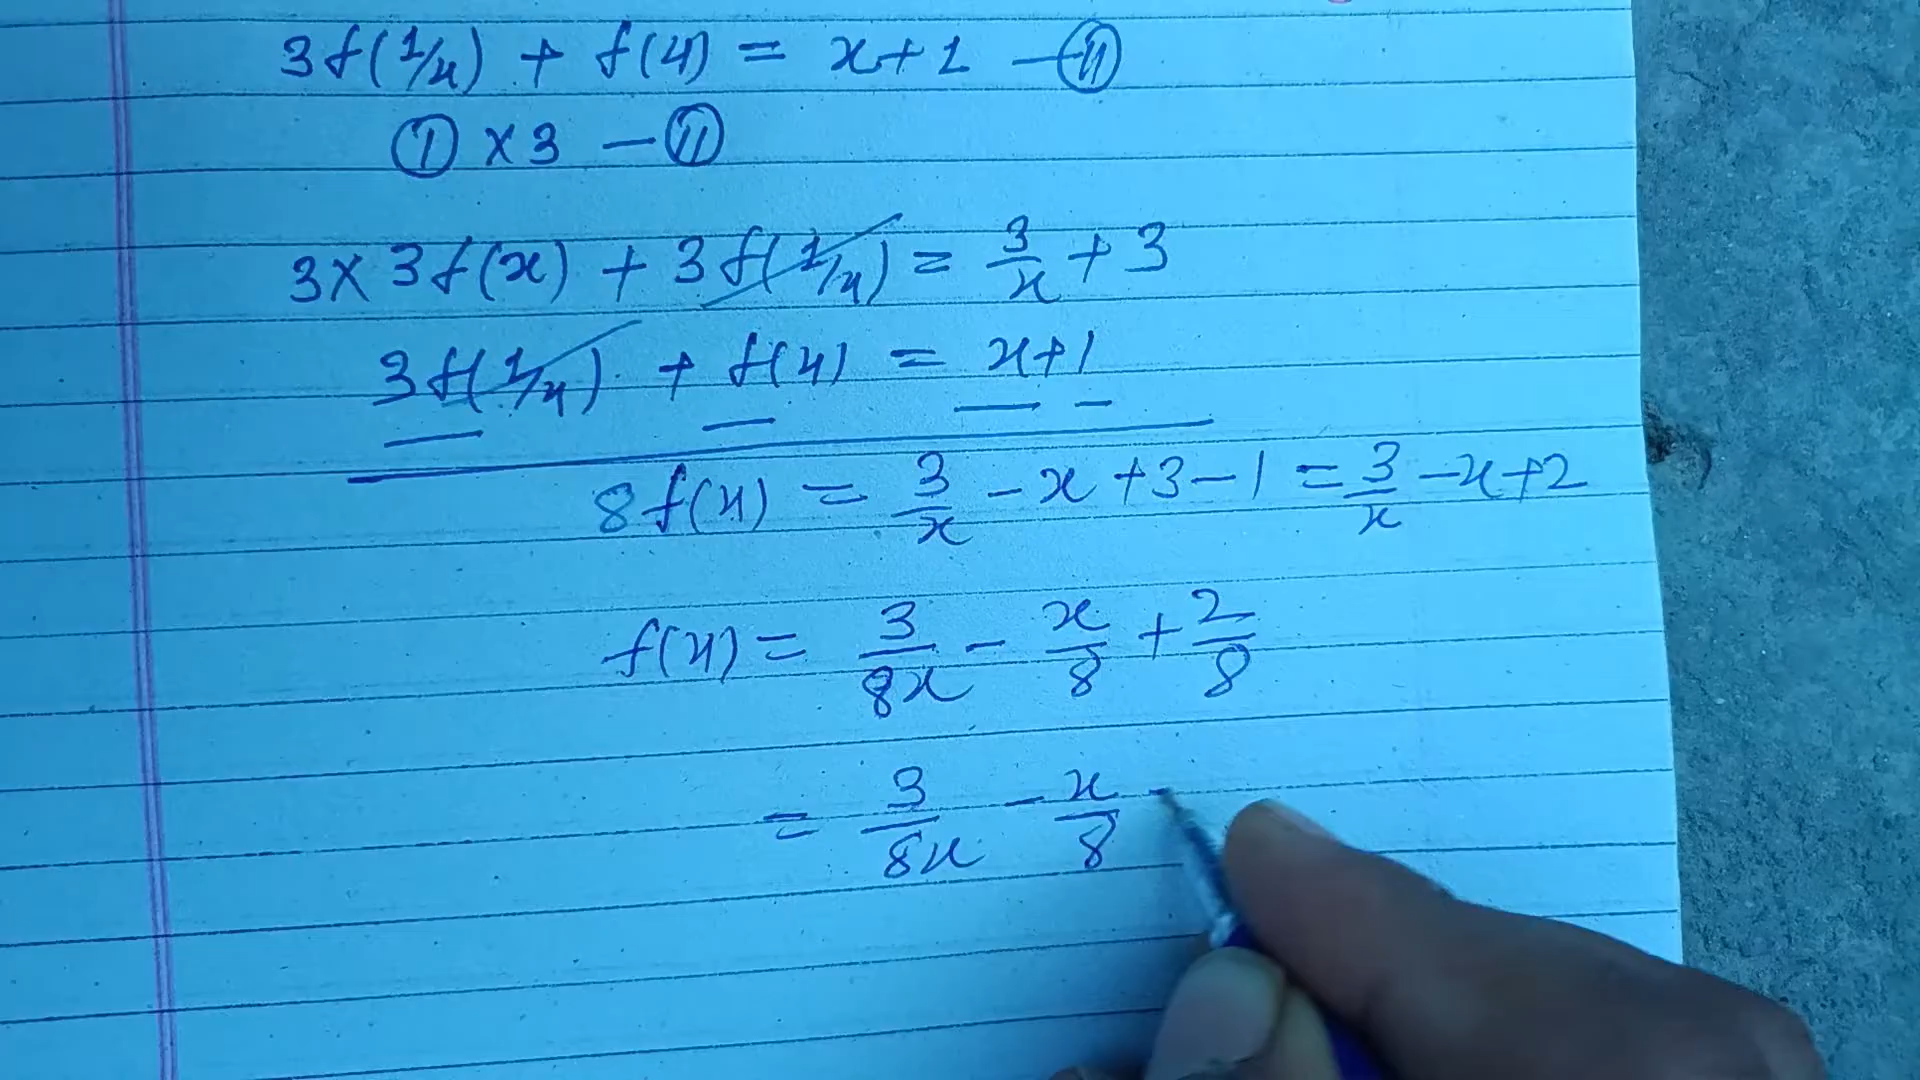 3f(1/x) + f(x) = x+1 —(II)
(I) ×3 —(II)
3× 3f(x) + 3f(1/x) = 3/x + 3
3f(1/x) + f(x) = x+1
8f(x) = 3/x - x +3-1 = 3/x -x+2
f(x) = 3/8x - x/8 + 2/8
= 3/8x - x/8 -